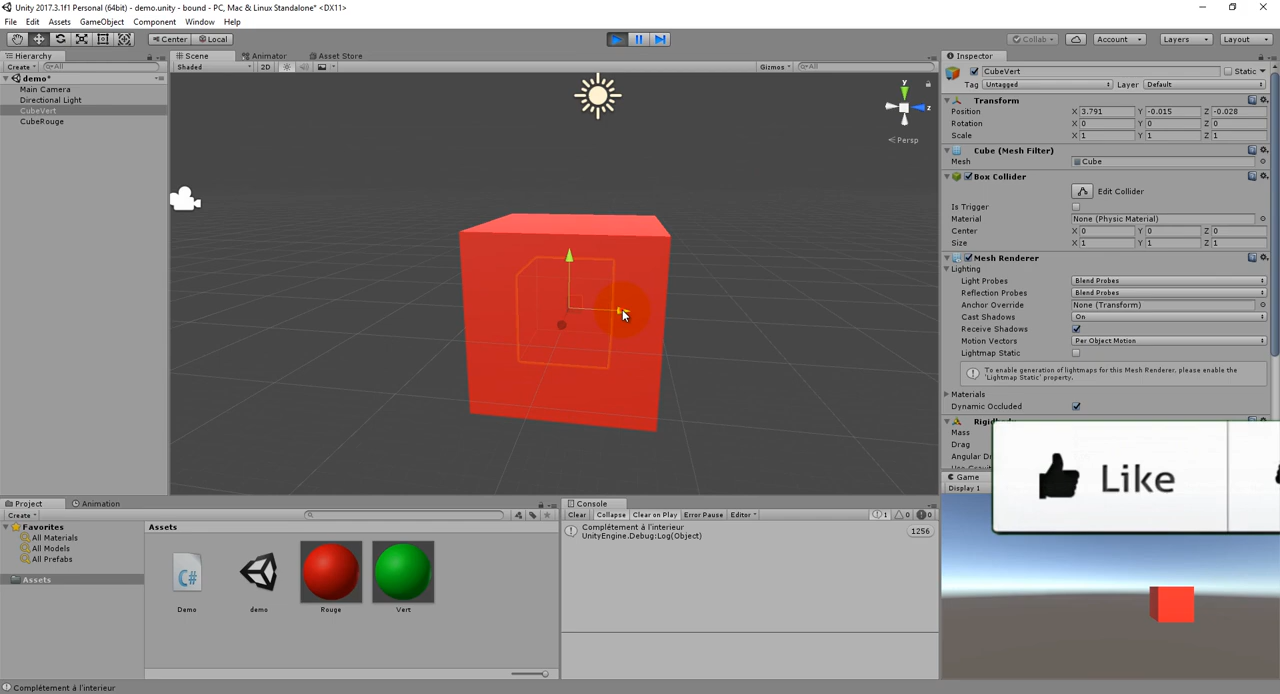 Unity 2017.3.1f1 Personal (64bit) - demo.unity - bound - PC, Mac & Linux Standalone* <DX11>
File Edit Assets GameObject Component Window Help
Center Local Collab Account Layers Layout
Hierarchy
Create All
demo*
Main Camera
Directional Light
CubeVert
CubeRouge
Scene Animator Asset Store
Shaded 2D Gizmos All
y
z
Persp
Inspector
CubeVert Static
Tag Untagged Layer Default
Transform
Position X 3.791 Y -0.015 Z -0.028
Rotation X 0 Y 0 Z 0
Scale X 1 Y 1 Z 1
Cube (Mesh Filter)
Mesh Cube
Box Collider
Edit Collider
Is Trigger
Material None (Physic Material)
Center X 0 Y 0 Z 0
Size X 1 Y 1 Z 1
Mesh Renderer
Lighting
Light Probes Blend Probes
Reflection Probes Blend Probes
Anchor Override None (Transform)
Cast Shadows On
Receive Shadows
Motion Vectors Per Object Motion
Lightmap Static
To enable generation of lightmaps for this Mesh Renderer, please enable the
'Lightmap Static' property.
Materials
Dynamic Occluded
Mass
Drag
Like
Game
Display 1
Project Animation
Create
Favorites
All Materials
All Models
All Prefabs
Assets
Assets
C#
Demo demo Rouge Vert
Console
Clear Collapse Clear on Play Error Pause Editor 1 0 0
Complétement à l'interieur
UnityEngine.Debug:Log(Object)
1256
Complétement à l'interieur